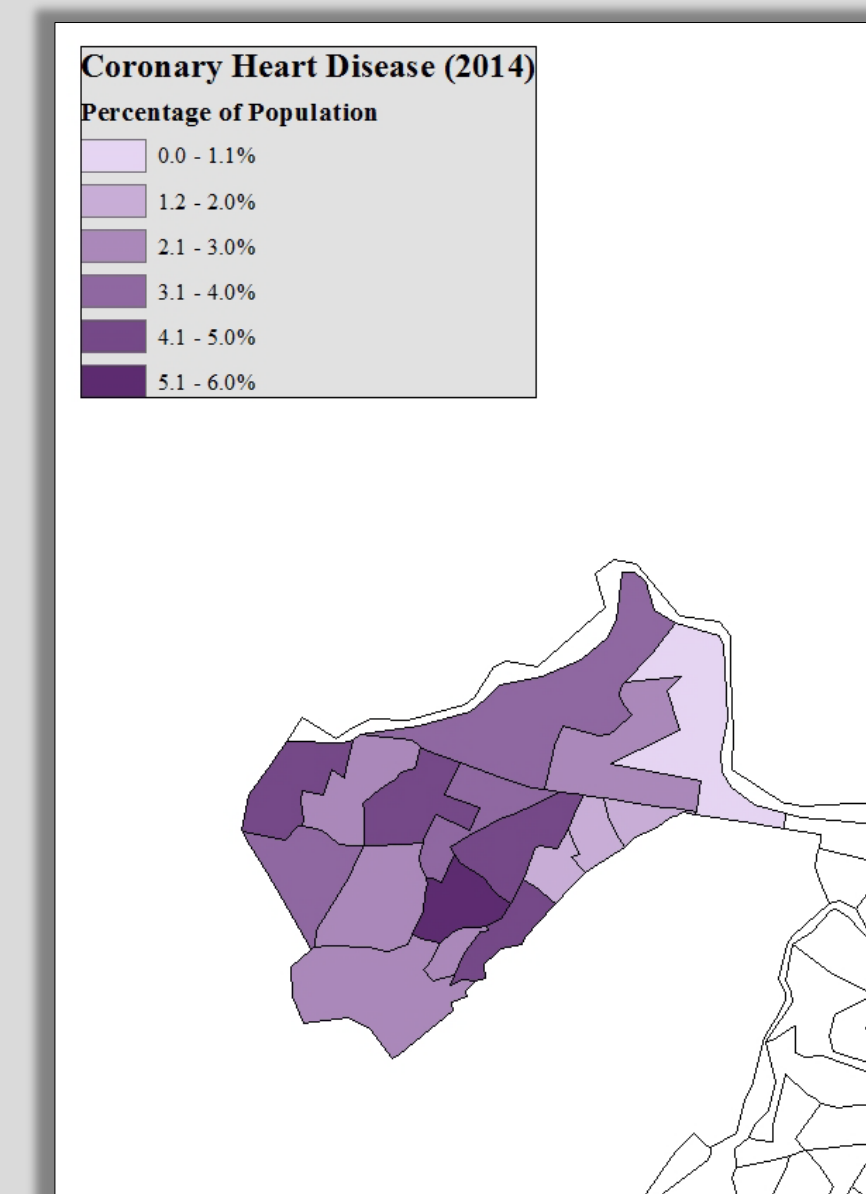 Coronary Heart Disease (2014)
Percentage of Population
0.0 - 1.1%
1.2 - 2.0%
2.1 - 3.0%
3.1 - 4.0%
4.1 - 5.0%
5.1 - 6.0%